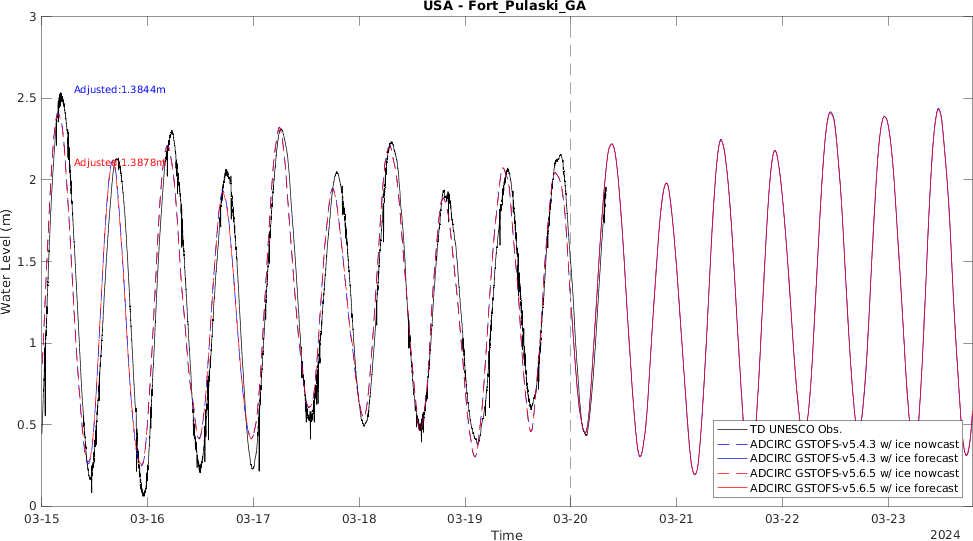 USA - Fort_Pulaski_GA
3
2.5
2
1.5
1
0.5
0
Water Level (m)
Adjusted:1.3844m
Adjusted:1.3878m
TD UNESCO Obs.
ADCIRC GSTOFS-v5.4.3 w/ ice nowcast
ADCIRC GSTOFS-v5.4.3 w/ ice forecast
ADCIRC GSTOFS-v5.6.5 w/ ice nowcast
ADCIRC GSTOFS-v5.6.5 w/ ice forecast
03-15 03-16 03-17 03-18 03-19 03-20 03-21 03-22 03-23
Time
2024